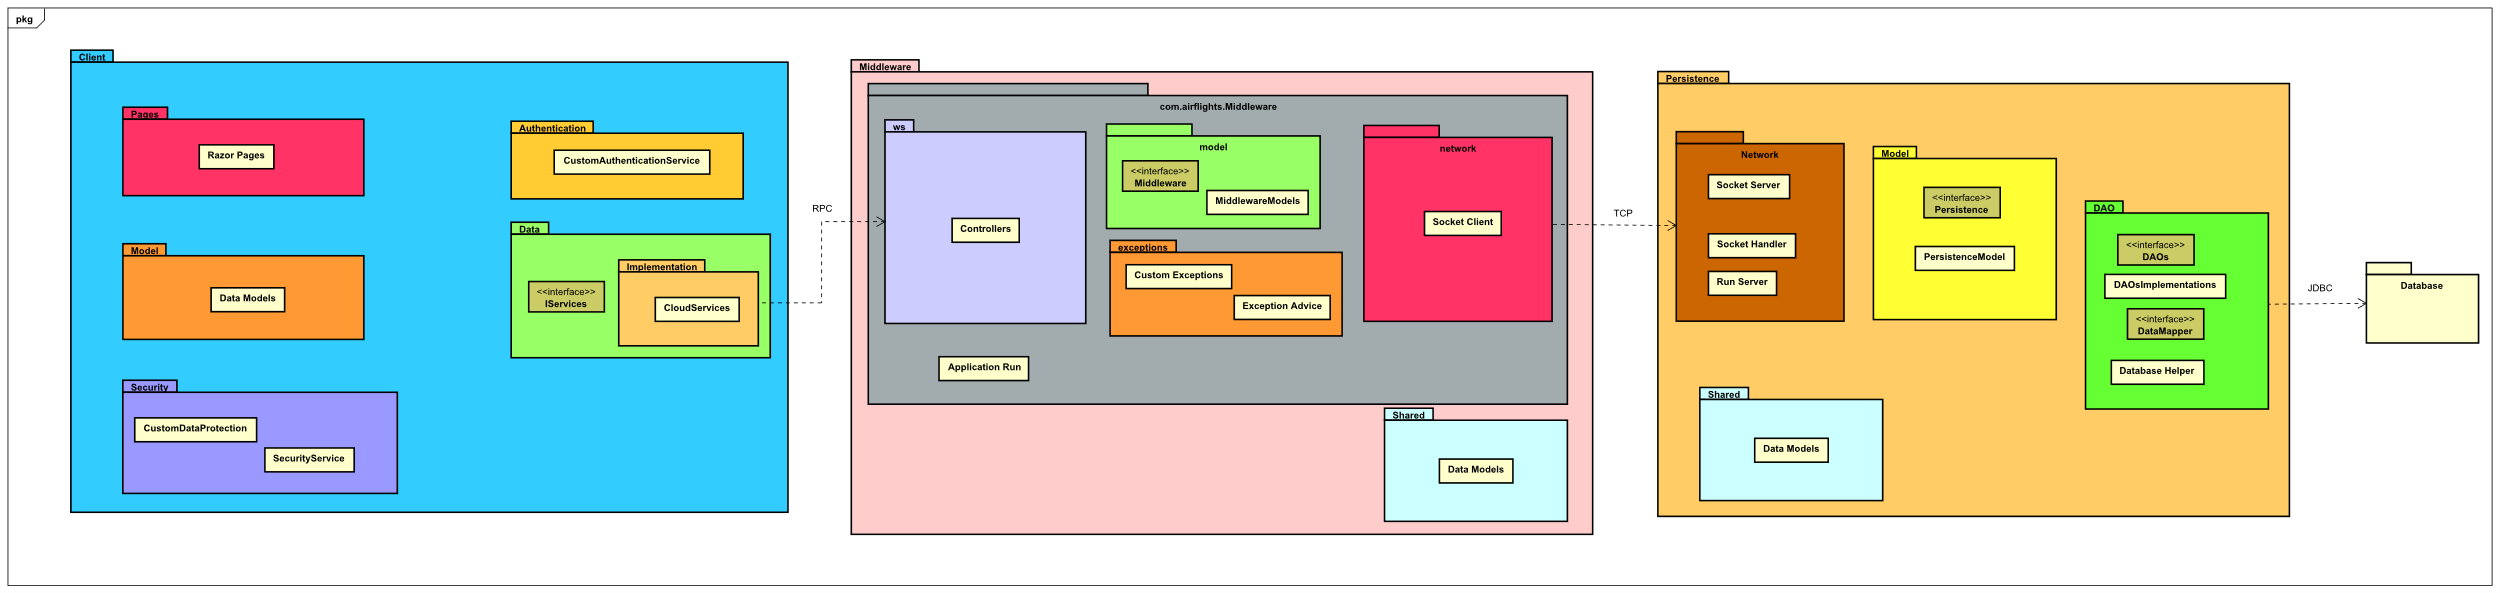 pkg
Client
Pages
Razor Pages
Authentication
CustomAuthenticationService
Model
Data Models
Data
<<interface>>
IServices
Implementation
CloudServices
Security
CustomDataProtection
SecurityService
RPC
Middleware
com.airflights.Middleware
ws
Controllers
model
<<interface>>
Middleware
MiddlewareModels
exceptions
Custom Exceptions
Exception Advice
network
Socket Client
Application Run
Shared
Data Models
TCP
Persistence
Network
Socket Server
Socket Handler
Run Server
Model
<<interface>>
Persistence
PersistenceModel
DAO
<<interface>>
DAOs
DAOsImplementations
<<interface>>
DataMapper
Database Helper
Shared
Data Models
JDBC
Database